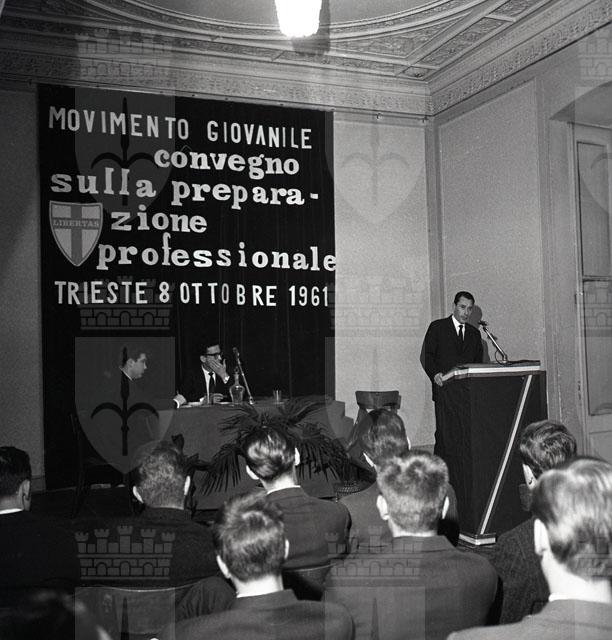 MOVIMENTO GIOVANILE
convegno
sulla prepara-
LIBERTAS
zione
professionale
TRIESTE 8 OTTOBRE 1961